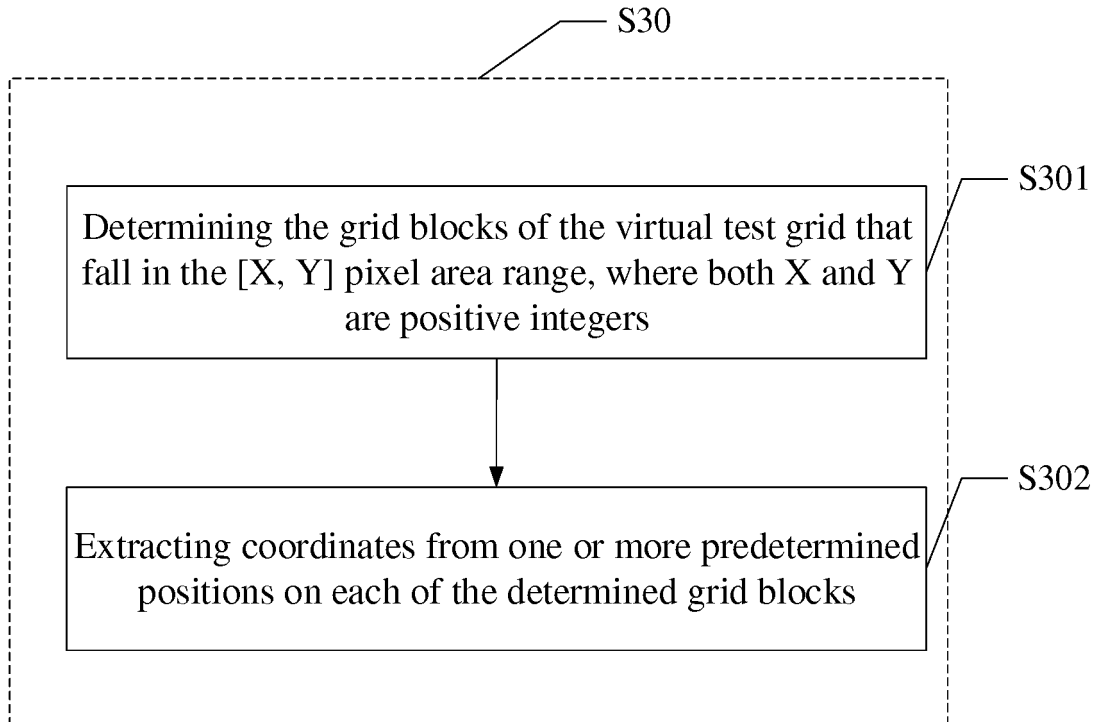 S30
S301
Determining the grid blocks of the virtual test grid that
fall in the [X, Y] pixel area range, where both X and Y
are positive integers
S302
Extracting coordinates from one or more predetermined
positions on each of the determined grid blocks